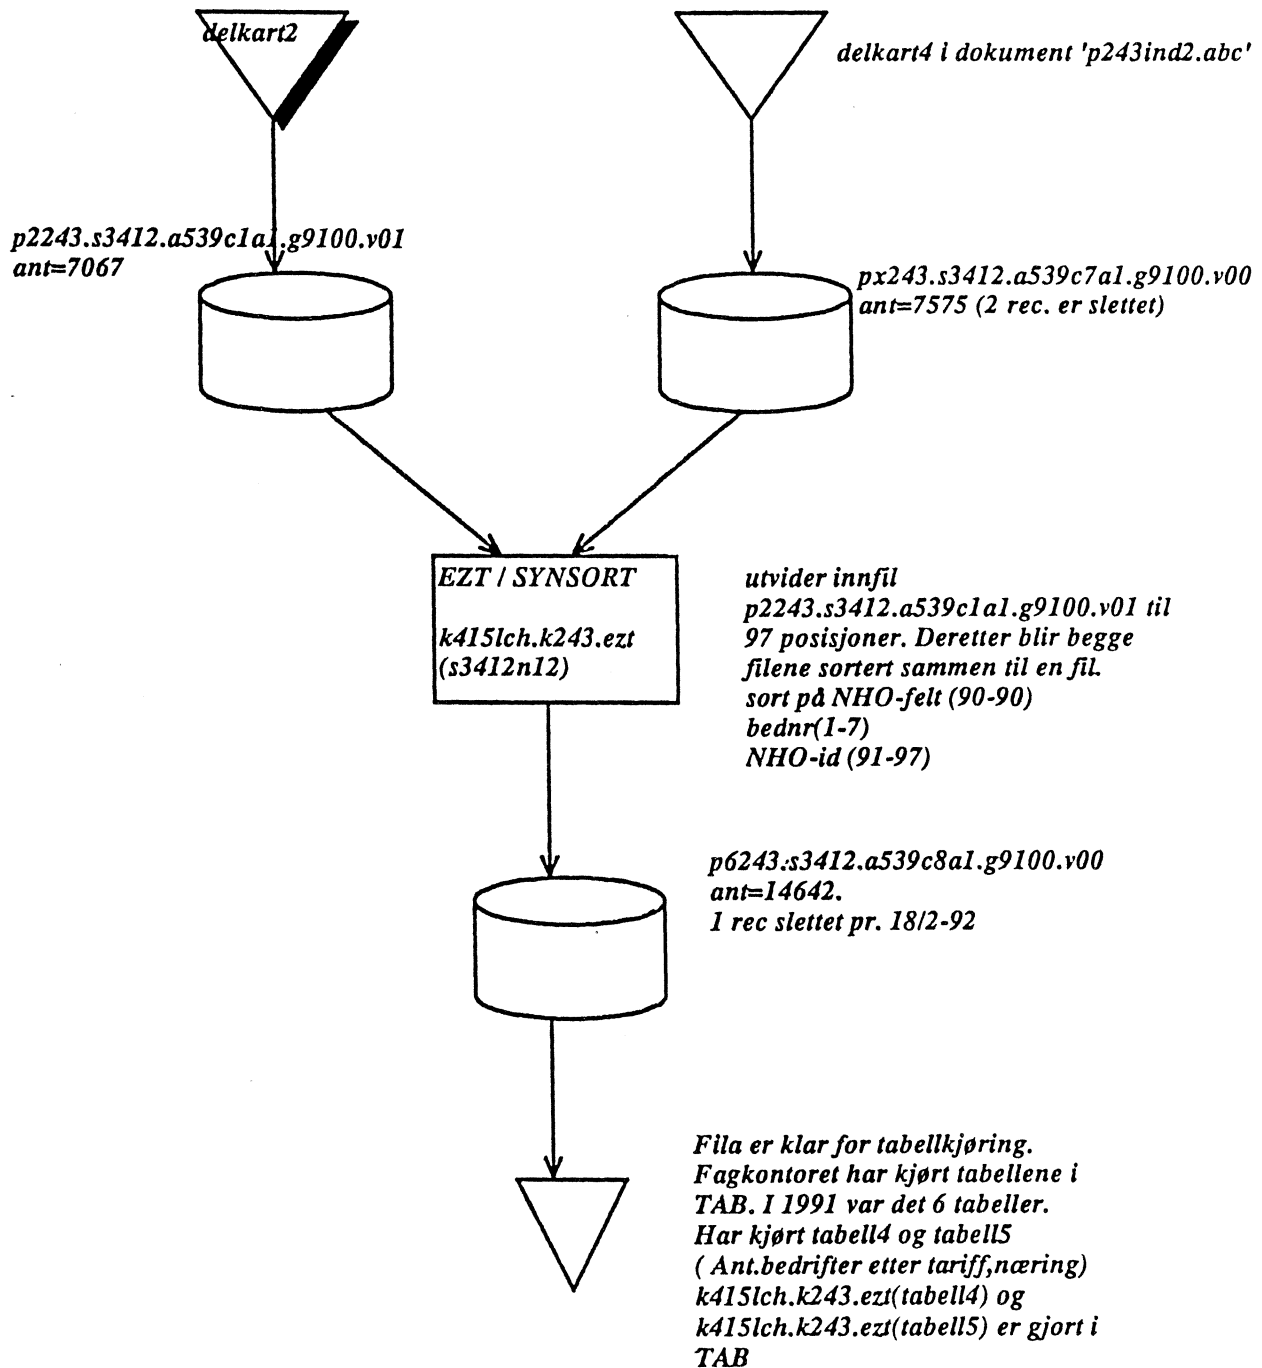 delkart2
delkart4 i dokument 'p243ind2.abc'
p2243.s3412.a539c1a1.g9100.v01
ant=7067
px243.s3412.a539c7a1.g9100.v00
ant=7575 (2 rec. er slettet)
EZT / SYNSORT
k415lch.k243.ezt
(s3412n12)
utvider innfil
p2243.s3412.a539c1a1.g9100.v01 til
97 posisjoner. Deretter blir begge
filene sortert sammen til en fil.
sort på NHO-felt (90-90)
bednr(1-7)
NHO-id (91-97)
p6243.s3412.a539c8a1.g9100.v00
ant=14642.
1 rec slettet pr. 18/2-92
Fila er klar for tabellkjøring.
Fagkontoret har kjørt tabellene i
TAB. I 1991 var det 6 tabeller.
Har kjørt tabell4 og tabell5
( Ant.bedrifter etter tariff,næring)
k415lch.k243.ezt(tabell4) og
k415lch.k243.ezt(tabell5) er gjort i
TAB